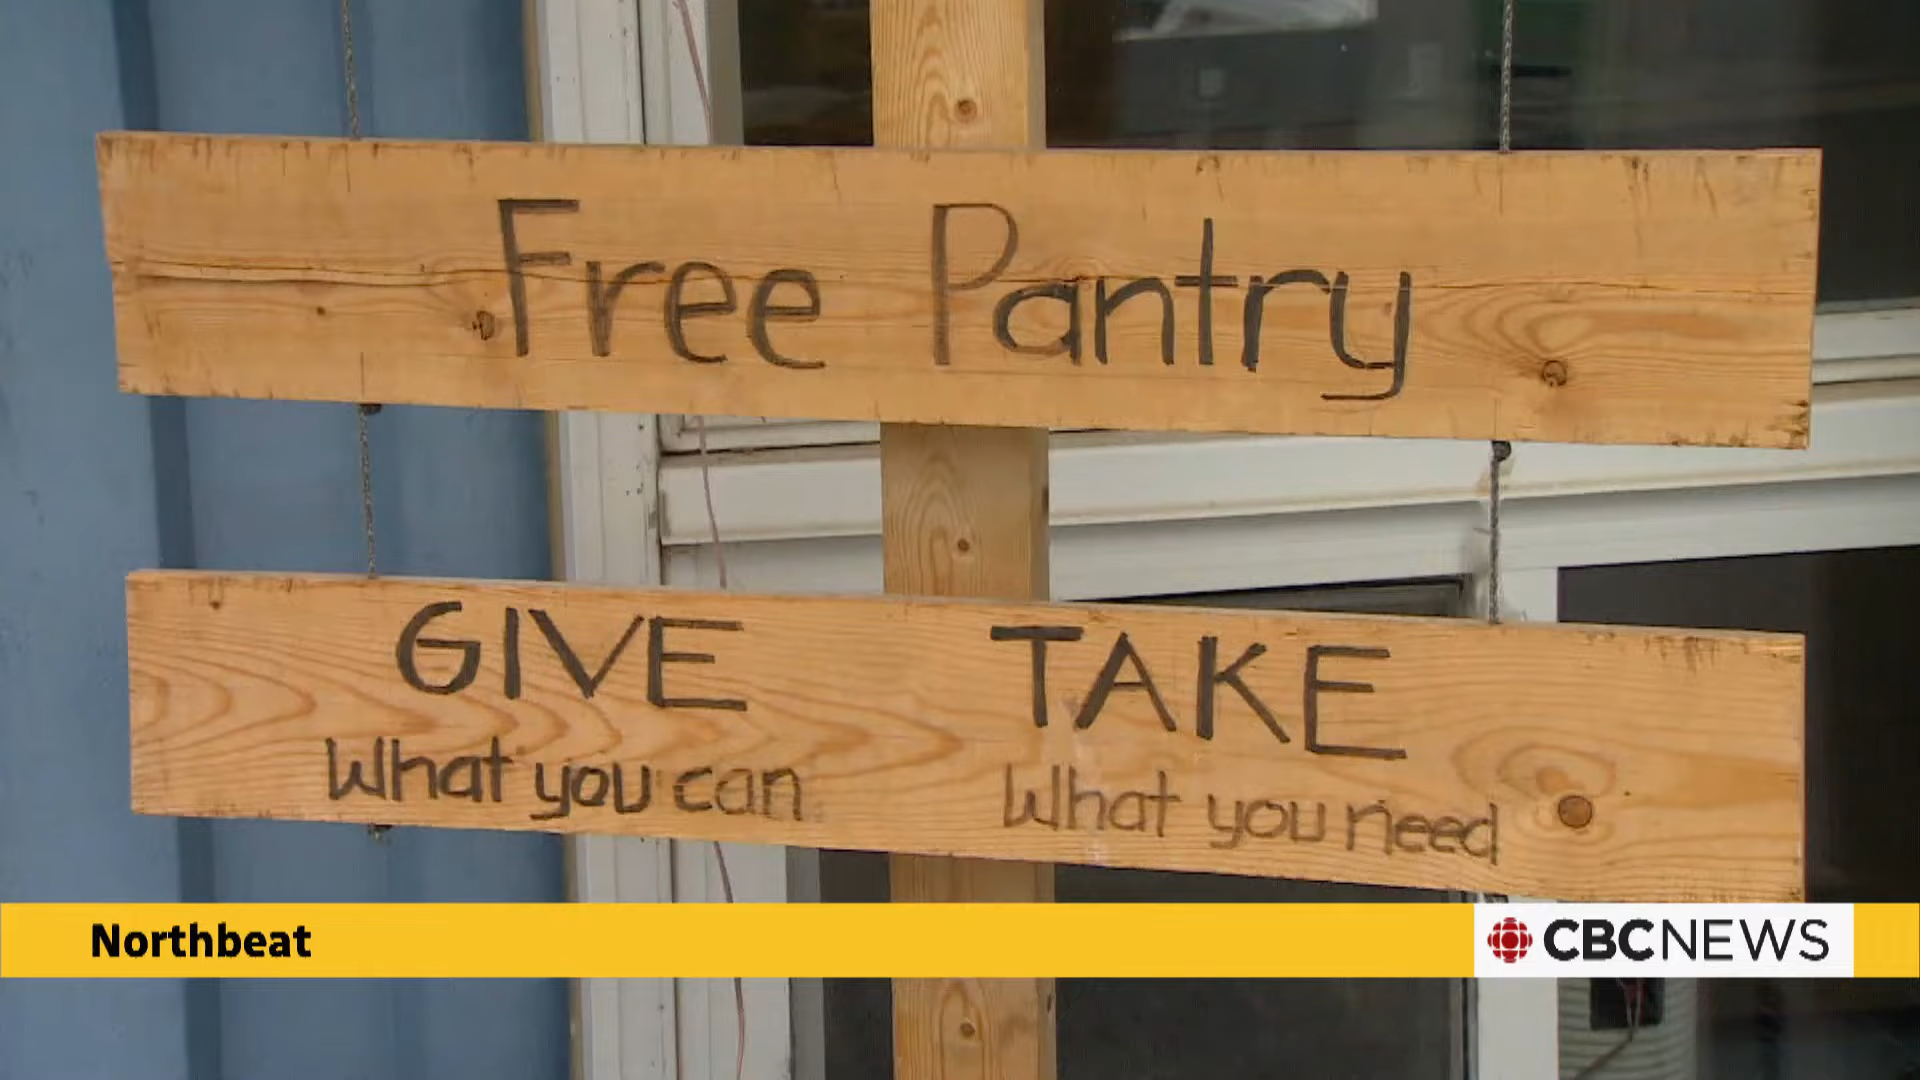 Free Pantry
GIVE TAKE
What you can What you need
Northbeat
CBCNEWS